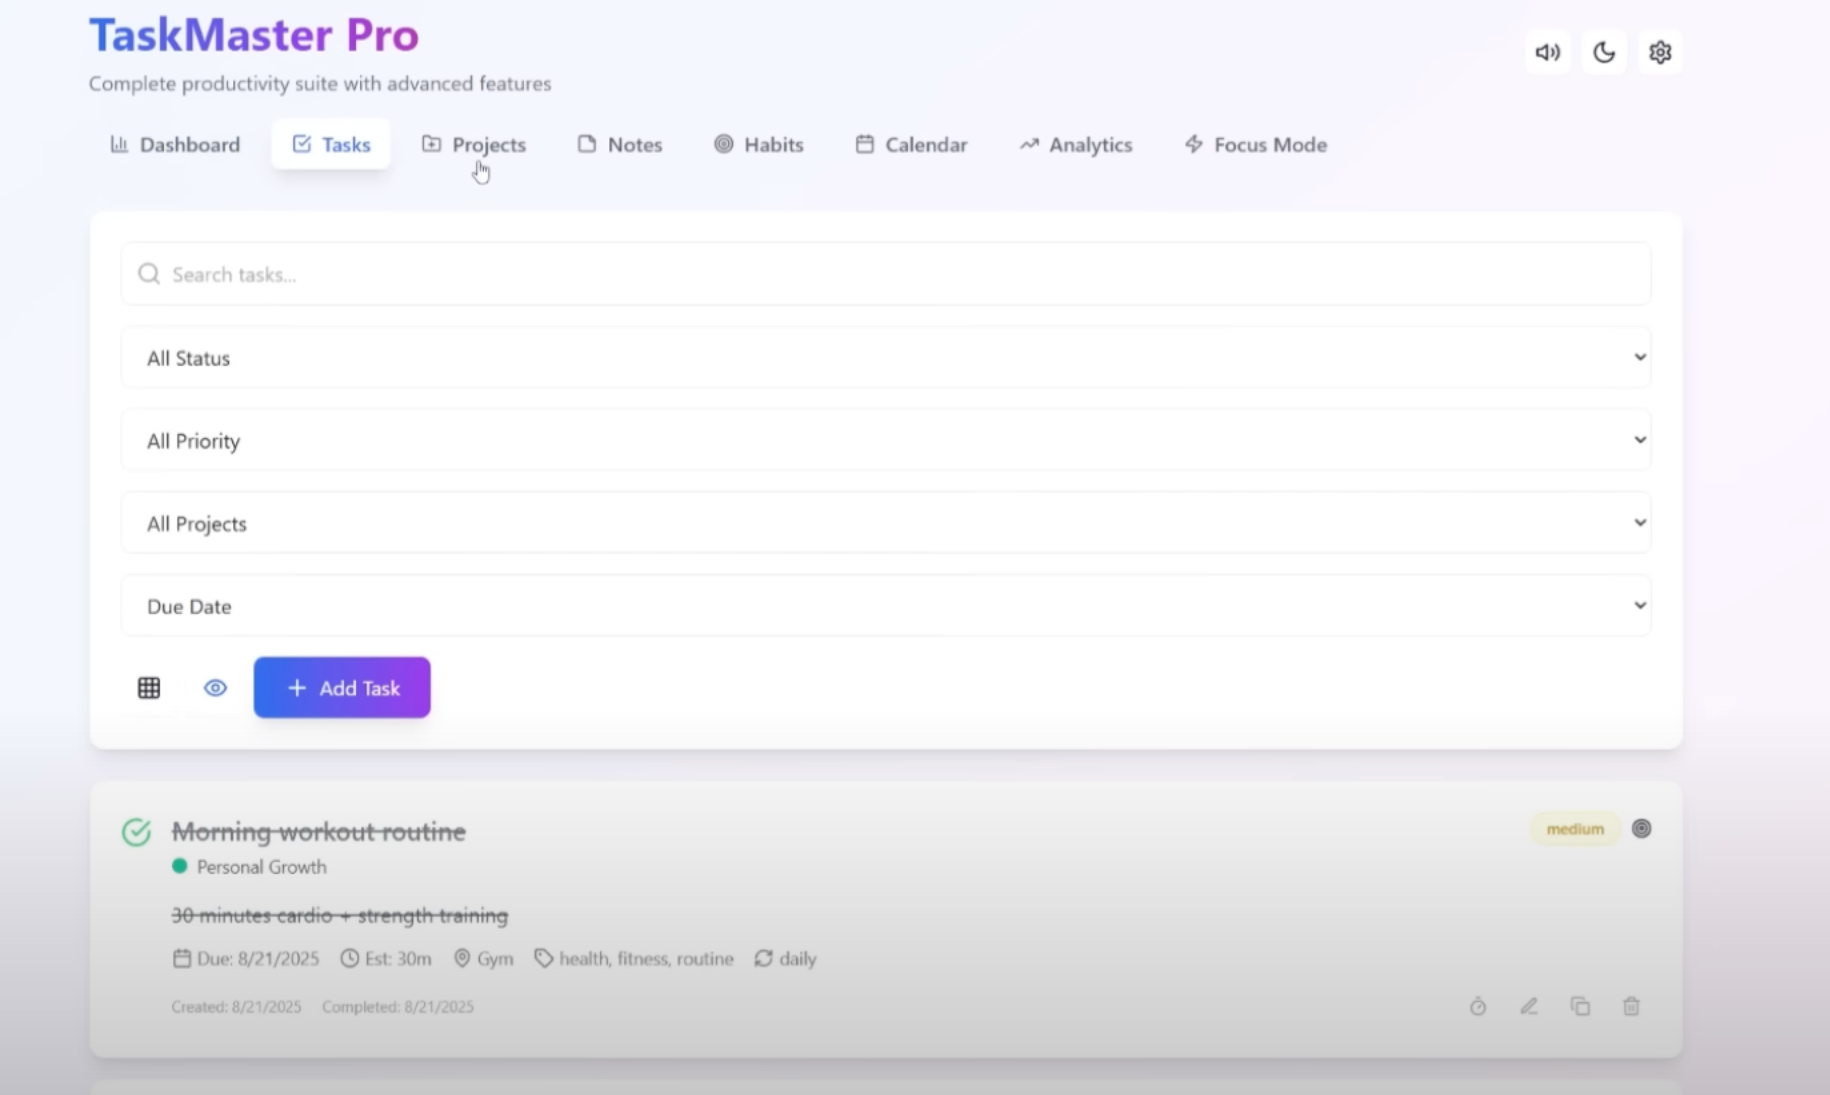 TaskMaster Pro
Complete productivity suite with advanced features
Dashboard Tasks Projects Notes Habits Calendar Analytics Focus Mode
Search tasks...
All Status
All Priority
All Projects
Due Date
+ Add Task
Morning workout routine medium
Personal Growth
30 minutes cardio + strength training
Due: 8/21/2025 Est: 30m Gym health, fitness, routine daily
Created: 8/21/2025 Completed: 8/21/2025